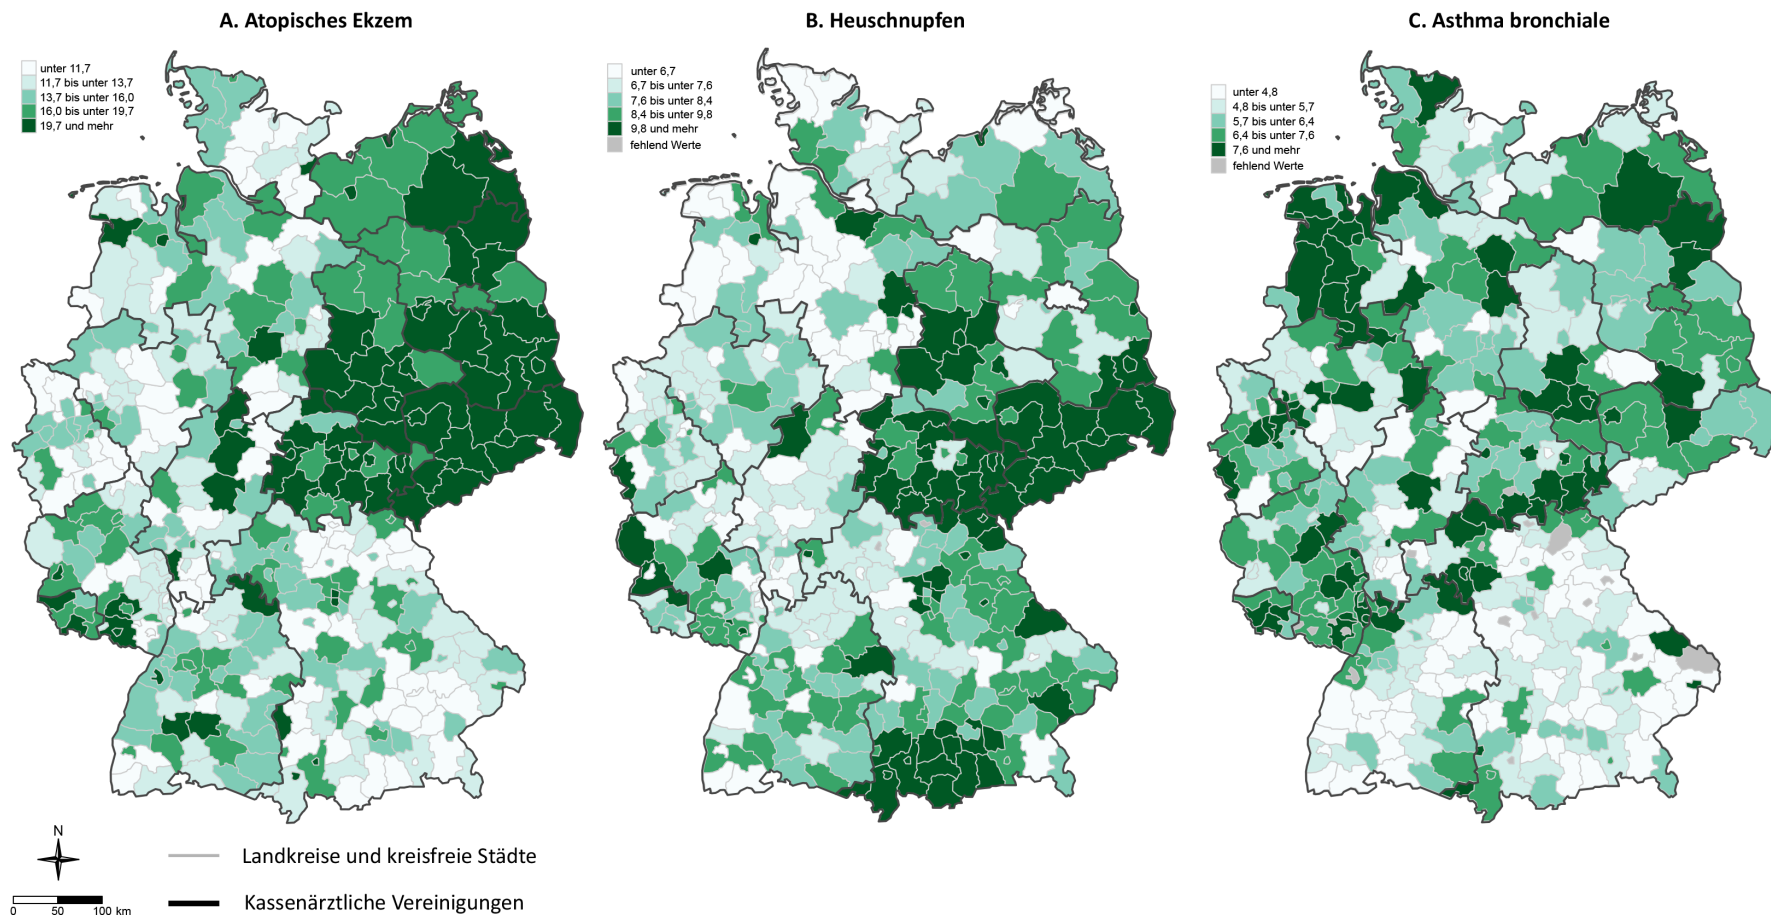 A. Atopisches Ekzem
unter 11,7
11,7 bis unter 13,7
13,7 bis unter 16,0
16,0 bis unter 19,7
19,7 und mehr
B. Heuschnupfen
unter 6,7
6,7 bis unter 7,6
7,6 bis unter 8,4
8,4 bis unter 9,8
9,8 und mehr
fehlend Werte
C. Asthma bronchiale
unter 4,8
4,8 bis unter 5,7
5,7 bis unter 6,4
6,4 bis unter 7,6
7,6 und mehr
fehlend Werte
N
0 50 100 km
Landkreise und kreisfreie Städte
Kassenärztliche Vereinigungen